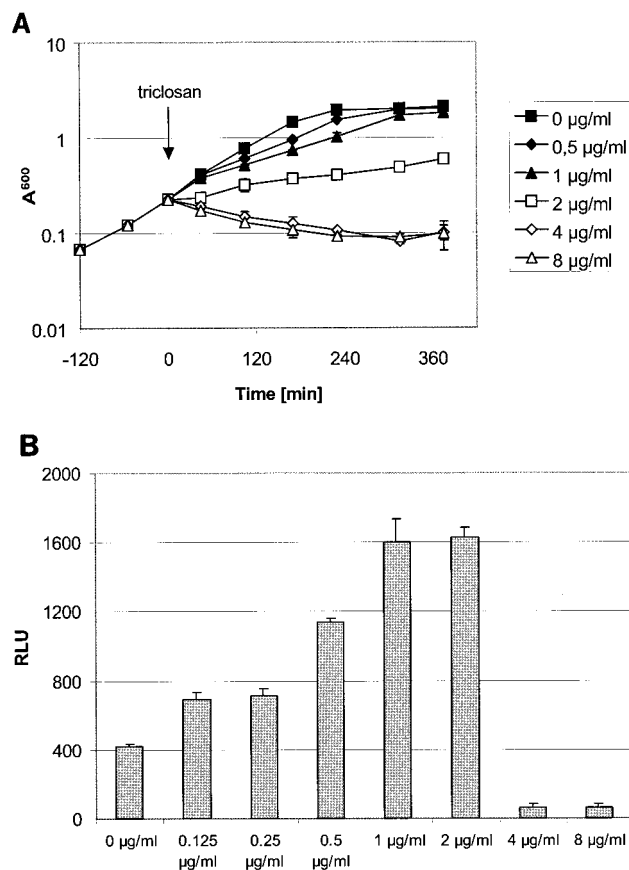 A
10
triclosan
1
A600
0.1
0.01
-120 0 120 240 360
Time [min]
0 µg/ml
0,5 µg/ml
1 µg/ml
2 µg/ml
4 µg/ml
8 µg/ml
B
2000
1600
1200
RLU
800
400
0
0 µg/ml 0.125 µg/ml 0.25 µg/ml 0.5 µg/ml 1 µg/ml 2 µg/ml 4 µg/ml 8 µg/ml